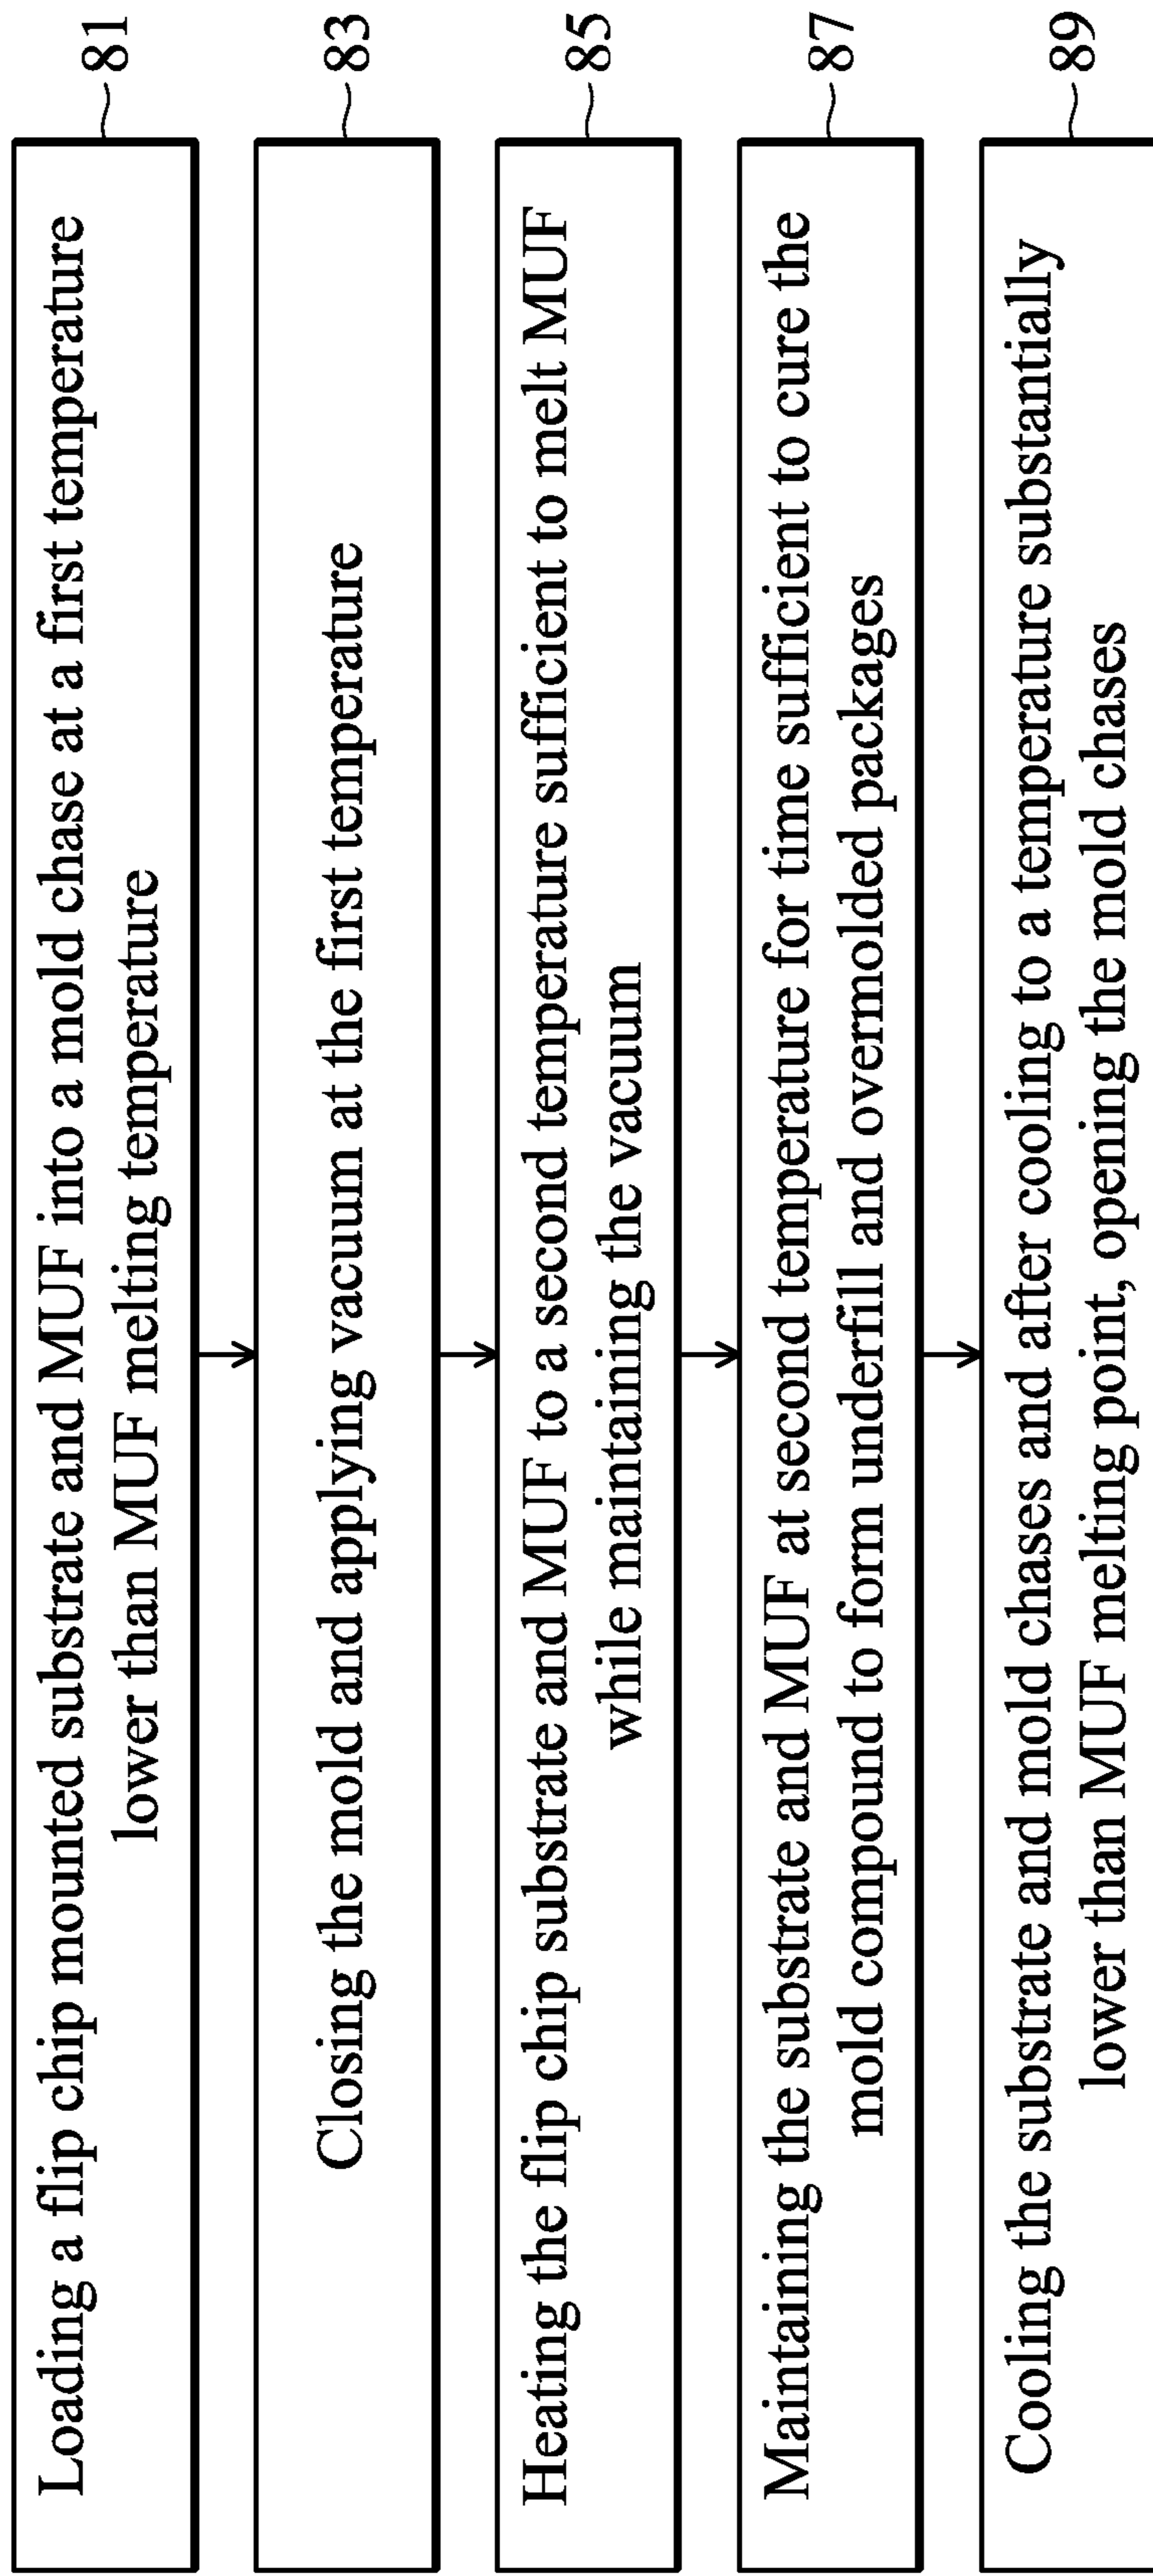 Loading a flip chip mounted substrate and MUF into a mold chase at a first temperature
lower than MUF melting temperature
81
Closing the mold and applying vacuum at the first temperature
83
Heating the flip chip substrate and MUF to a second temperature sufficient to melt MUF
while maintaining the vacuum
85
Maintaining the substrate and MUF at second temperature for time sufficient to cure the
mold compound to form underfill and overmolded packages
87
Cooling the substrate and mold chases and after cooling to a temperature substantially
lower than MUF melting point, opening the mold chases
89